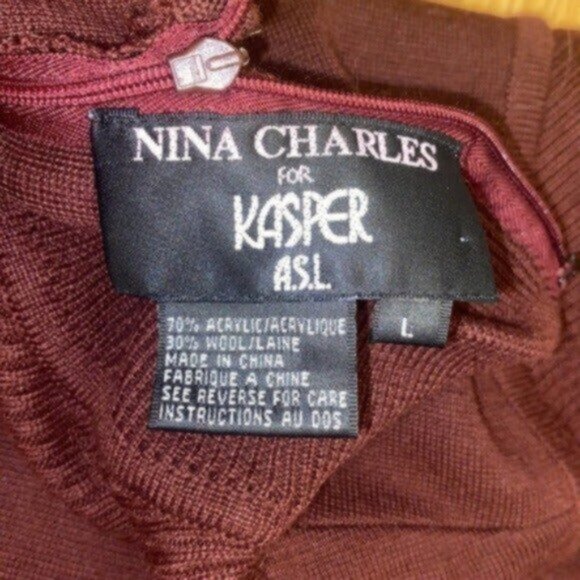 NINA CHARLES
FOR
KASPER
A.S.L.
L
70% ACRYLIC/ACRYLIQUE
30% WOOL/LAINE
MADE IN CHINA
FABRIQUE A CHINE
SEE REVERSE FOR CARE
INSTRUCTIONS AU DOS